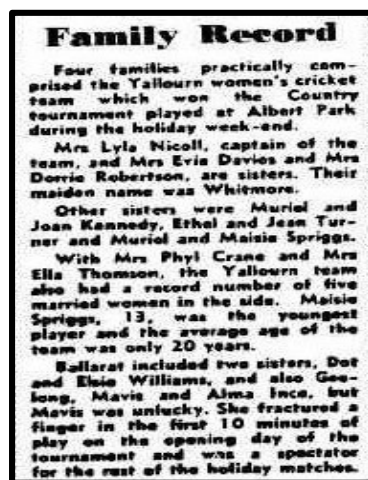 Family Record
Four families practically com-
prised the Yallourn women's cricket
team which won the Country
tournament played at Albert Park
during the holiday week-end.
Mrs Lyla Nicoll, captain of the
team, and Mrs Evie Davies and Mrs
Dorrie Robertson, are sisters. Their
maiden name was Whitmore.
Other sisters were Muriel and
Joan Kennedy, Ethel and Jean Tur-
ner and Muriel and Maisie Spriggs.
With Mrs Phyl Crane and Mrs
Ella Thomson, the Yallourn team
also had a record number of five
married women in the side. Maisie
Spriggs, 13, was the youngest
player and the average age of the
team was only 20 years.
Ballarat included two sisters, Dot
and Elsie Williams, and also Gee-
long, Mavis and Alma Ince, but
Mavis was unlucky. She fractured a
finger in the first 10 minutes of
play on the opening day of the
tournament and was a spectator
for the rest of the holiday matches.